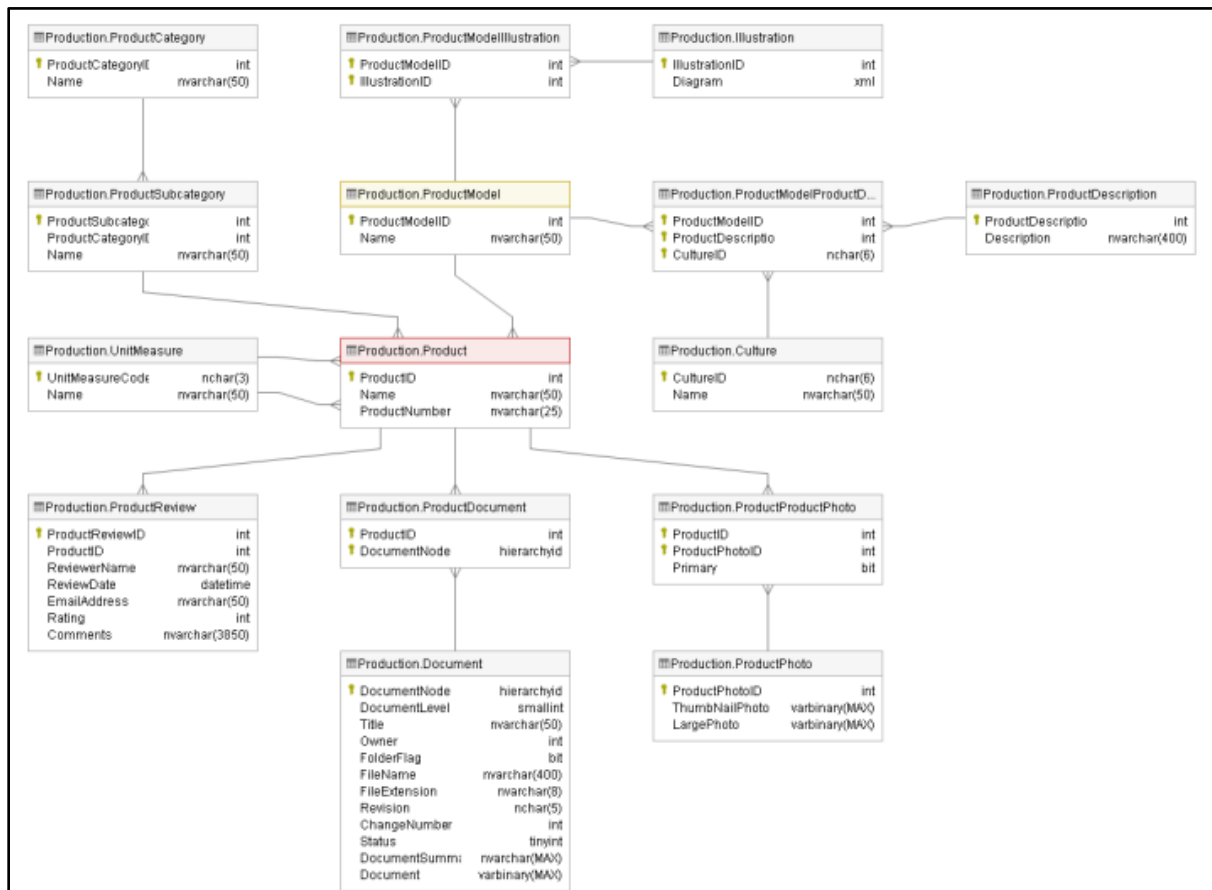 Production.ProductCategory
ProductCategoryI
int
Name
nvarchar(50)
Production.ProductModelIllustration
ProductModelID
int
IllustrationID
int
Production.Illustration
IllustrationID
int
Diagram
xml
Production.ProductSubcategory
ProductSubcateg
int
ProductCategoryI
int
Name
nvarchar(50)
Production.ProductModel
ProductModelID
int
Name
nvarchar(50)
Production.ProductModelProductD...
ProductModelID
int
ProductDescriptio
int
CultureID
nchar(6)
Production.ProductDescription
ProductDescriptio
int
Description
nvarchar(400)
Production.UnitMeasure
UnitMeasureCode
nchar(3)
Name
nvarchar(50)
Production.Product
ProductID
int
Name
nvarchar(50)
ProductNumber
nvarchar(25)
Production.Culture
CultureID
nchar(6)
Name
nvarchar(50)
Production.ProductReview
ProductReviewID
int
ProductID
int
ReviewerName
nvarchar(50)
ReviewDate
datetime
EmailAddress
nvarchar(50)
Rating
int
Comments
nvarchar(3850)
Production.ProductDocument
ProductID
int
DocumentNode
hierarchyid
Production.ProductProductPhoto
ProductID
int
ProductPhotoID
int
Primary
bit
Production.Document
DocumentNode
hierarchyid
DocumentLevel
smallint
Title
nvarchar(50)
Owner
int
FolderFlag
bit
FileName
nvarchar(400)
FileExtension
nvarchar(8)
Revision
nchar(5)
ChangeNumber
int
Status
tinyint
DocumentSumm
nvarchar(MAX)
Document
varbinary(MAX)
Production.ProductPhoto
ProductPhotoID
int
ThumbNailPhoto
varbinary(MAX)
LargePhoto
varbinary(MAX)